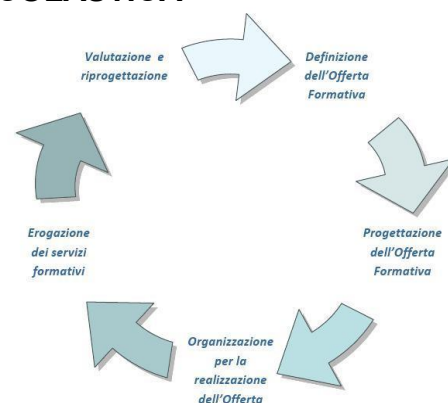 Valutazione e
riprogettazione
Definizione
dell'Offerta
Formativa
Progettazione
dell'Offerta
Formativa
Organizzazione
per la
realizzazione
dell'Offerta
Erogazione
dei servizi
formativi